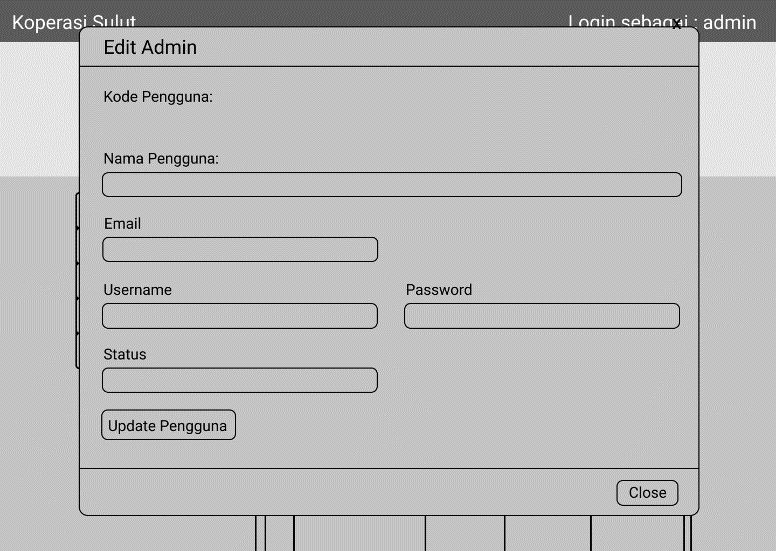 Koperasi Sulut
Login sebagai : admin
x
Edit Admin
Kode Pengguna:
Nama Pengguna:
Email
Username
Password
Status
Update Pengguna
Close